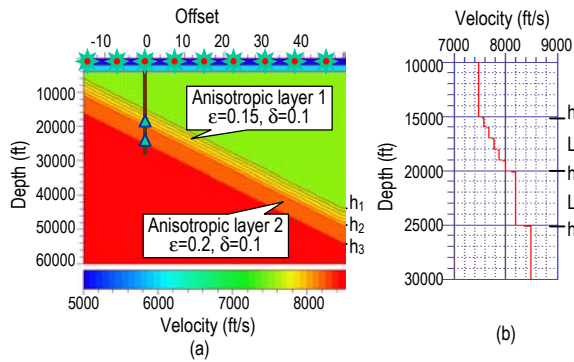 Offset
-10 0 10 20 30 40
Depth (ft)
10000
20000
30000
40000
50000
60000
Anisotropic layer 1
ε=0.15, δ=0.1
Anisotropic layer 2
ε=0.2, δ=0.1
h1
h2
h3
5000 6000 7000 8000
Velocity (ft/s)
(a)
Velocity (ft/s)
7000 8000 9000
Depth (ft)
10000
15000
20000
25000
30000
h
L
h
L
h
(b)